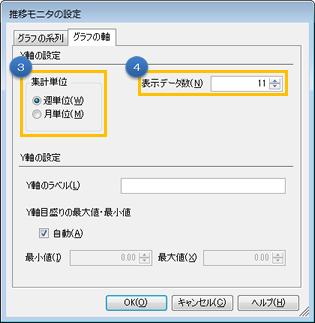 推移モニタの設定
グラフの系列 グラフの軸
Y軸の設定
3
集計単位
週単位(W)
月単位(M)
4
表示データ数(N) 11
Y軸の設定
Y軸のラベル(L)
Y軸目盛りの最大値・最小値
自動(A)
最小値(I) 0.00 最大値(X) 0.00
OK(O) キャンセル(C) ヘルプ(H)